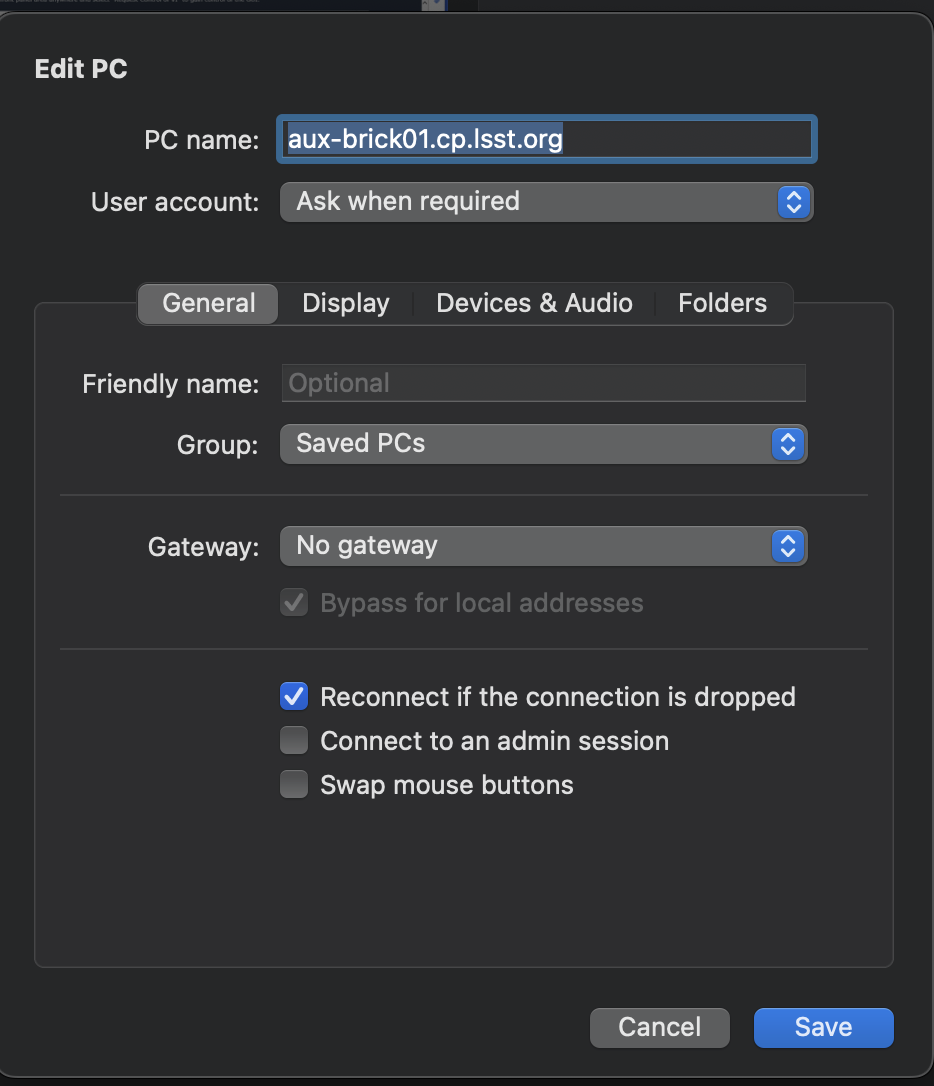 Edit PC
PC name: aux-brick01.cp.lsst.org
User account: Ask when required
General Display Devices & Audio Folders
Friendly name: Optional
Group: Saved PCs
Gateway: No gateway
Bypass for local addresses
Reconnect if the connection is dropped
Connect to an admin session
Swap mouse buttons
Cancel Save